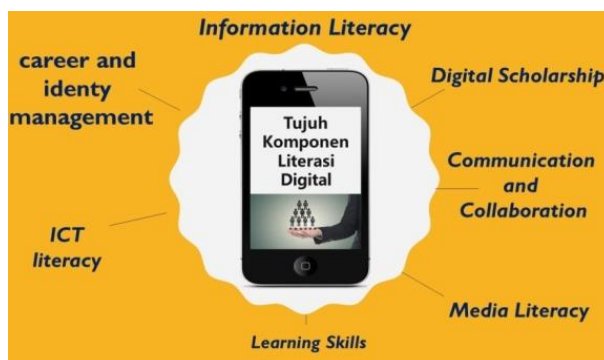 Information Literacy
career and
identy
management
Digital Scholarship
Tujuh
Komponen
Literasi
Digital
Communication
and
Collaboration
ICT
literacy
Media Literacy
Learning Skills